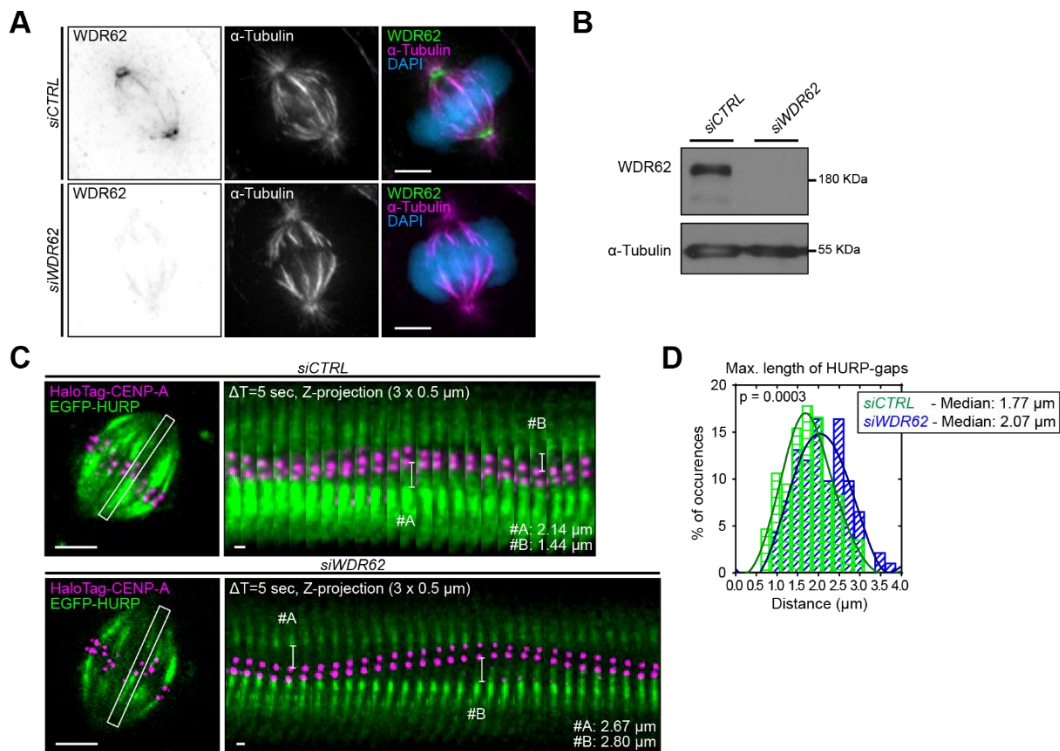 A
WDR62
α-Tubulin
WDR62
α-Tubulin
DAPI
siCTRL
WDR62
α-Tubulin
WDR62
α-Tubulin
DAPI
siWDR62
B
siCTRL
siWDR62
WDR62
180 KDa
α-Tubulin
55 KDa
C
siCTRL
HaloTag-CENP-A
EGFP-HURP
ΔT=5 sec, Z-projection (3 x 0.5 µm)
#B
#A
#A: 2.14 µm
#B: 1.44 µm
siWDR62
HaloTag-CENP-A
EGFP-HURP
ΔT=5 sec, Z-projection (3 x 0.5 µm)
#A
#B
#A: 2.67 µm
#B: 2.80 µm
D
Max. length of HURP-gaps
p = 0.0003
siCTRL - Median: 1.77 µm
siWDR62 - Median: 2.07 µm
% of occurrences
20
15
10
5
0
0.0 0.5 1.0 1.5 2.0 2.5 3.0 3.5 4.0
Distance (µm)